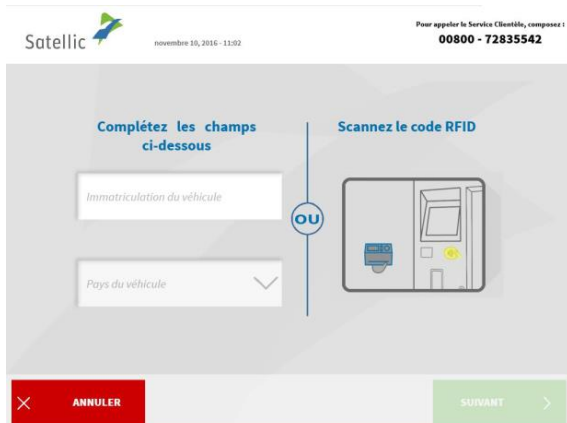 Satellic
novembre 10, 2016 - 11:02
Pour appeler le Service Clientèle, composez :
00800 - 72835542
Complétez les champs
ci-dessous
Immatriculation du véhicule
Pays du véhicule
OU
Scannez le code RFID
ANNULER
SUIVANT